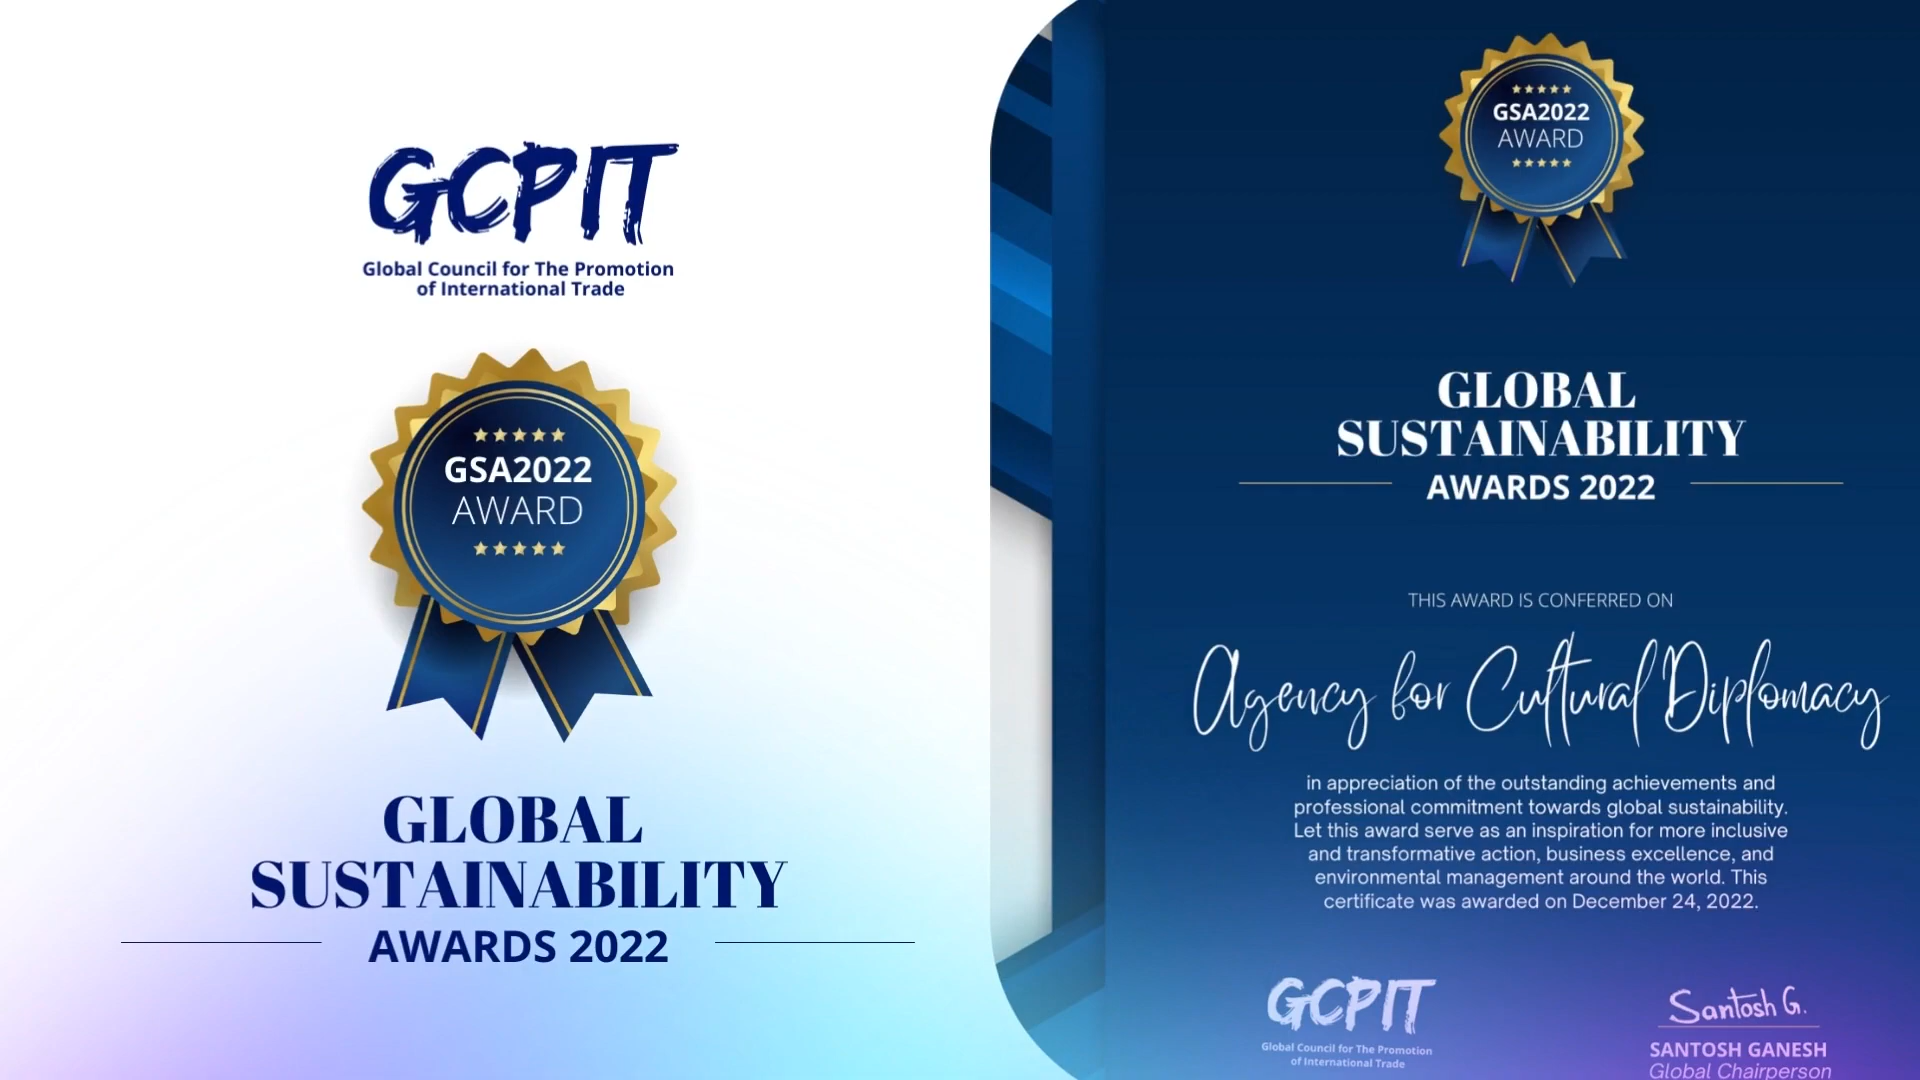 GCPIT
Global Council for The Promotion
of International Trade
GSA2022
AWARD
GLOBAL
SUSTAINABILITY
AWARDS 2022
GSA2022
AWARD
GLOBAL
SUSTAINABILITY
AWARDS 2022
THIS AWARD IS CONFERRED ON
Agency for Cultural Diplomacy
in appreciation of the outstanding achievements and
professional commitment towards global sustainability.
Let this award serve as an inspiration for more inclusive
and transformative action, business excellence, and
environmental management around the world. This
certificate was awarded on December 24, 2022.
GCPIT
Global Council for The Promotion
of International Trade
Santosh G.
SANTOSH GANESH
Global Chairperson